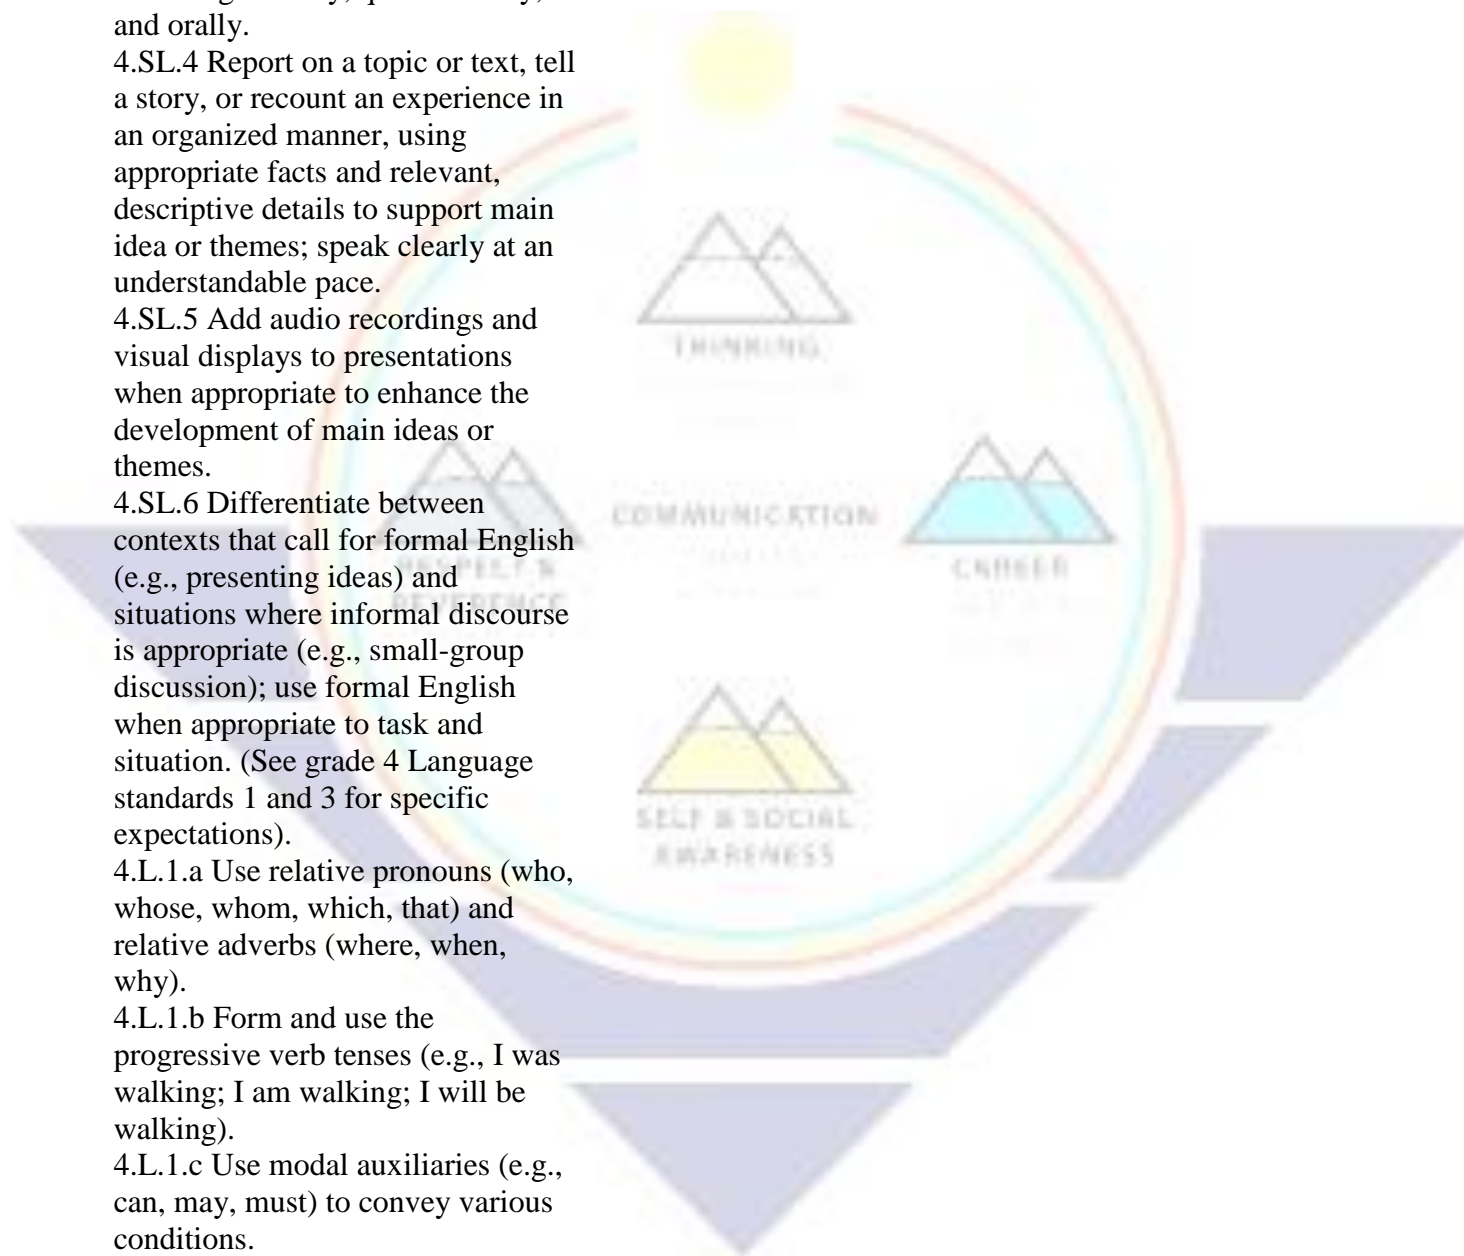 and orally.
4.SL.4 Report on a topic or text, tell
a story, or recount an experience in
an organized manner, using
appropriate facts and relevant,
descriptive details to support main
idea or themes; speak clearly at an
understandable pace.
4.SL.5 Add audio recordings and
visual displays to presentations
when appropriate to enhance the
development of main ideas or
themes.
4.SL.6 Differentiate between
contexts that call for formal English
(e.g., presenting ideas) and
situations where informal discourse
is appropriate (e.g., small-group
discussion); use formal English
when appropriate to task and
situation. (See grade 4 Language
standards 1 and 3 for specific
expectations).
4.L.1.a Use relative pronouns (who,
whose, whom, which, that) and
relative adverbs (where, when,
why).
4.L.1.b Form and use the
progressive verb tenses (e.g., I was
walking; I am walking; I will be
walking).
4.L.1.c Use modal auxiliaries (e.g.,
can, may, must) to convey various
conditions.
THINKING
COMMUNICATION
RESPECT &
REVERENCE
CAREER
SELF & SOCIAL
AWARENESS